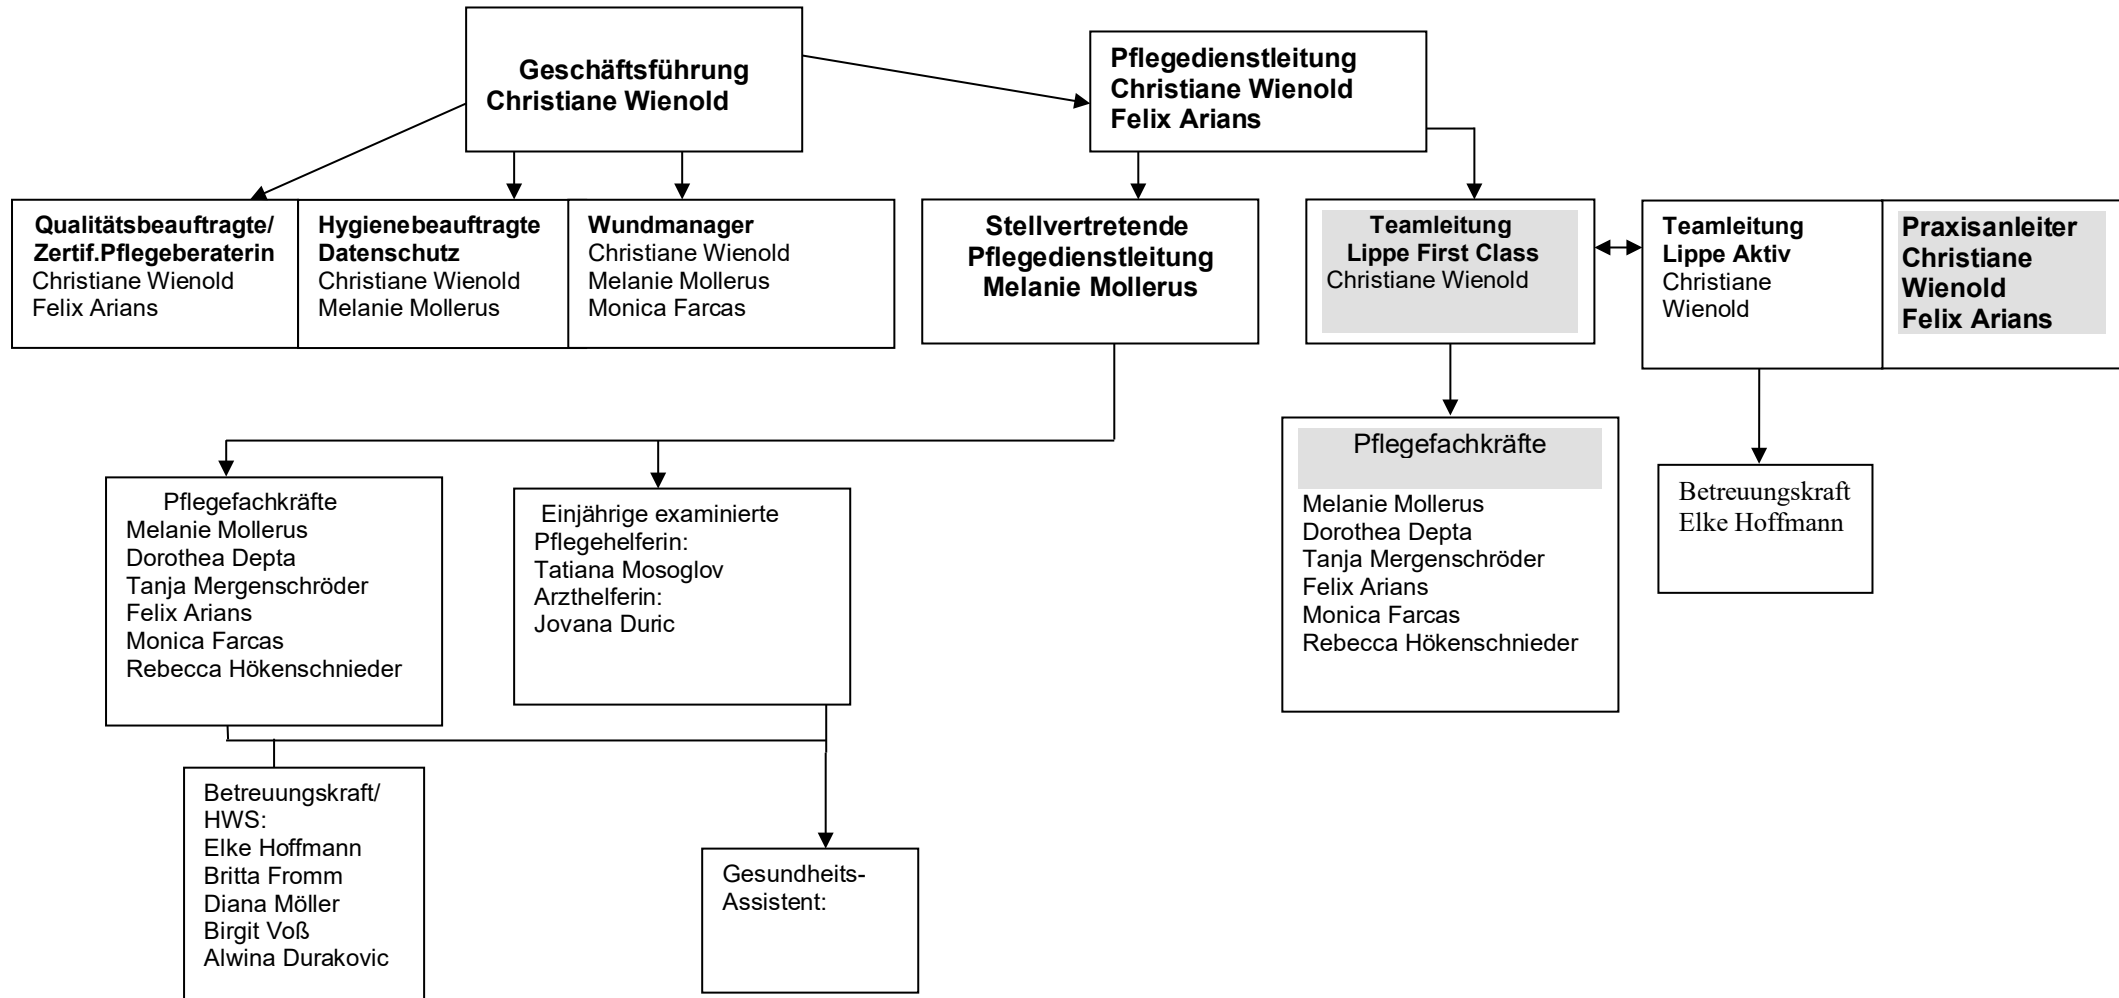 Geschäftsführung
Christiane Wienold
Pflegedienstleitung
Christiane Wienold
Felix Arians
Qualitätsbeauftragte/
Zertif.Pflegeberaterin
Christiane Wienold
Felix Arians
Hygienebeauftragte
Datenschutz
Christiane Wienold
Melanie Mollerus
Wundmanager
Christiane Wienold
Melanie Mollerus
Monica Farcas
Stellvertretende
Pflegedienstleitung
Melanie Mollerus
Teamleitung
Lippe First Class
Christiane Wienold
Teamleitung
Lippe Aktiv
Christiane
Wienold
Praxisanleiter
Christiane
Wienold
Felix Arians
Pflegefachkräfte
Melanie Mollerus
Dorothea Depta
Tanja Mergenschröder
Felix Arians
Monica Farcas
Rebecca Hökenschnieder
Einjährige examinierte
Pflegehelferin:
Tatiana Mosoglov
Arzthelferin:
Jovana Duric
Pflegefachkräfte
Melanie Mollerus
Dorothea Depta
Tanja Mergenschröder
Felix Arians
Monica Farcas
Rebecca Hökenschnieder
Betreuungskraft
Elke Hoffmann
Betreuungskraft/
HWS:
Elke Hoffmann
Britta Fromm
Diana Möller
Birgit Voß
Alwina Durakovic
Gesundheits-
Assistent: